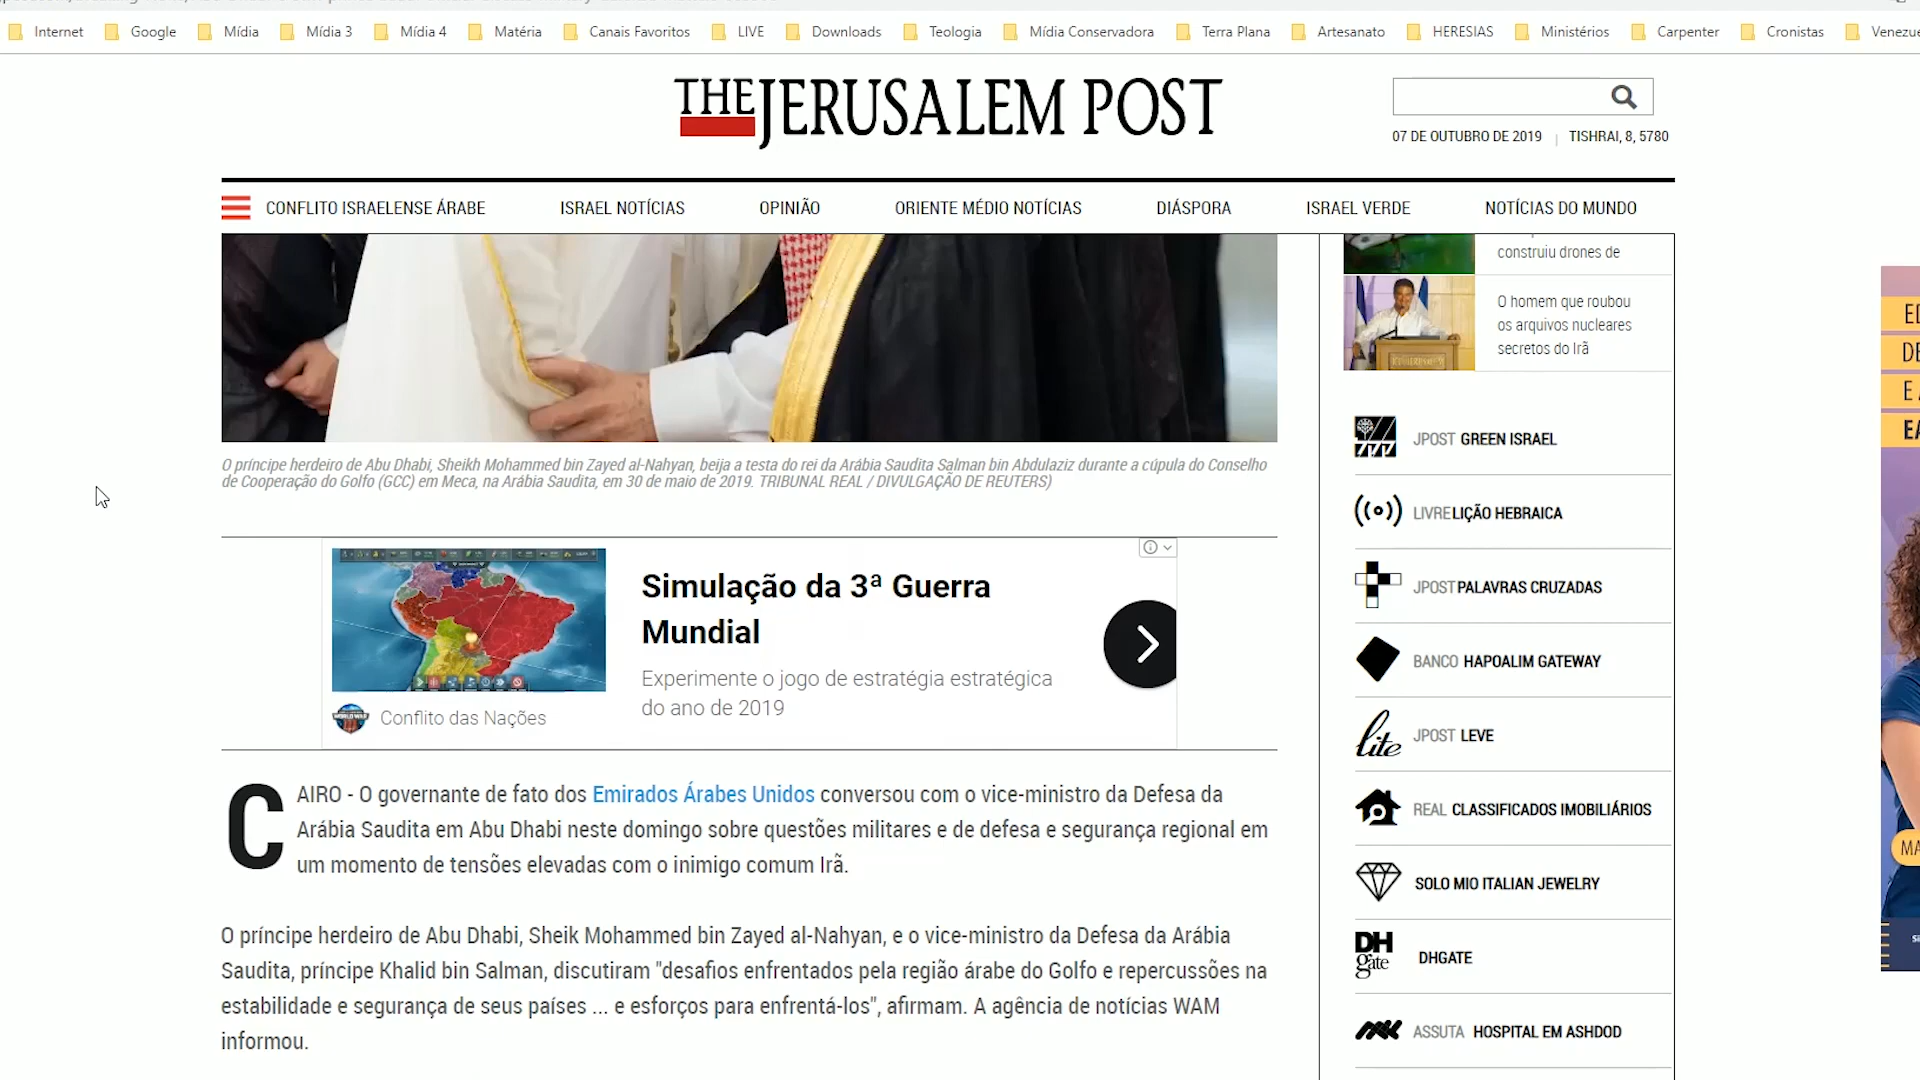 Internet
Google
Mídia
Mídia 3
Mídia 4
Matéria
Canais Favoritos
LIVE
Downloads
Teologia
Mídia Conservadora
Terra Plana
Artesanato
HERESIAS
Ministérios
Carpenter
Cronistas
THE JERUSALEM POST
07 DE OUTUBRO DE 2019 | TISHRAI, 8, 5780
CONFLITO ISRAELENSE ÁRABE
ISRAEL NOTÍCIAS
OPINIÃO
ORIENTE MÉDIO NOTÍCIAS
DIÁSPORA
ISRAEL VERDE
NOTÍCIAS DO MUNDO
O príncipe herdeiro de Abu Dhabi, Sheikh Mohammed bin Zayed al-Nahyan, beija a testa do rei da Arábia Saudita Salman bin Abdulaziz durante a cúpula do Conselho
de Cooperação do Golfo (GCC) em Meca, na Arábia Saudita, em 30 de maio de 2019. TRIBUNAL REAL / DIVULGAÇÃO DE REUTERS)
Simulação da 3ª Guerra
Mundial
Experimente o jogo de estratégia estratégica
do ano de 2019
Conflito das Nações
CAIRO - O governante de fato dos Emirados Árabes Unidos conversou com o vice-ministro da Defesa da
Arábia Saudita em Abu Dhabi neste domingo sobre questões militares e de defesa e segurança regional em
um momento de tensões elevadas com o inimigo comum Irã.
O príncipe herdeiro de Abu Dhabi, Sheik Mohammed bin Zayed al-Nahyan, e o vice-ministro da Defesa da Arábia
Saudita, príncipe Khalid bin Salman, discutiram "desafios enfrentados pela região árabe do Golfo e repercussões na
estabilidade e segurança de seus países ... e esforços para enfrentá-los", afirmam. A agência de notícias WAM
informou.
construiu drones de
O homem que roubou
os arquivos nucleares
secretos do Irã
JPOST GREEN ISRAEL
LIVRE LIÇÃO HEBRAICA
JPOST PALAVRAS CRUZADAS
BANCO HAPOALIM GATEWAY
lite JPOST LEVE
REAL CLASSIFICADOS IMOBILIÁRIOS
SOLO MIO ITALIAN JEWELRY
DH
gate
DHGATE
ASSUTA HOSPITAL EM ASHDOD